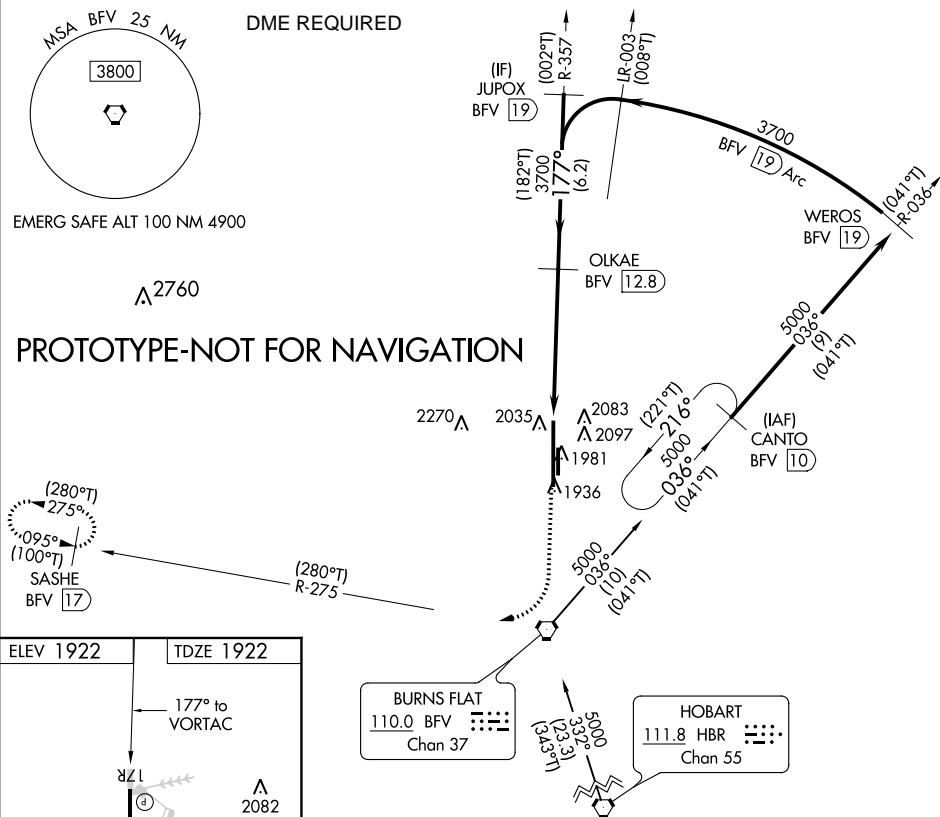 MSA BFV 25 NM
3800
EMERG SAFE ALT 100 NM 4900
DME REQUIRED
2760
PROTOTYPE-NOT FOR NAVIGATION
(IF)
JUPOX
BFV 19
(002°T)
R-357
LR-003
(008°T)
3700
BFV 19 Arc
(041°T)
R-036
WEROS
BFV 19
(182°T)
3700
177°
(6.2)
OLKAE
BFV 12.8
5000
036°
(9)
(041°T)
(IAF)
CANTO
BFV 10
(221°T)
216°
5000
036°
(041°T)
2270
2035
2083
2097
1981
1936
(280°T)
275°
095°
(100°T)
SASHE
BFV 17
(280°T)
R-275
5000
036°
(10)
(041°T)
BURNS FLAT
110.0 BFV
Chan 37
5000
332°
(23.3)
(343°T)
HOBART
111.8 HBR
Chan 55
ELEV 1922
TDZE 1922
177° to
VORTAC
17R
P
2082